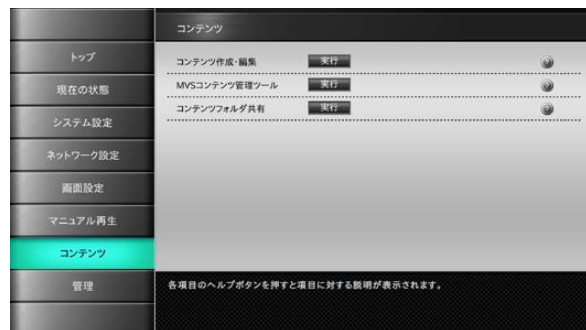 コンテンツ
トップ
現在の状態
システム設定
ネットワーク設定
画面設定
マニュアル再生
コンテンツ
管理
コンテンツ作成・編集 実行
MVSコンテンツ管理ツール 実行
コンテンツフォルダ共有 実行
各項目のヘルプボタンを押すと項目に対する説明が表示されます。